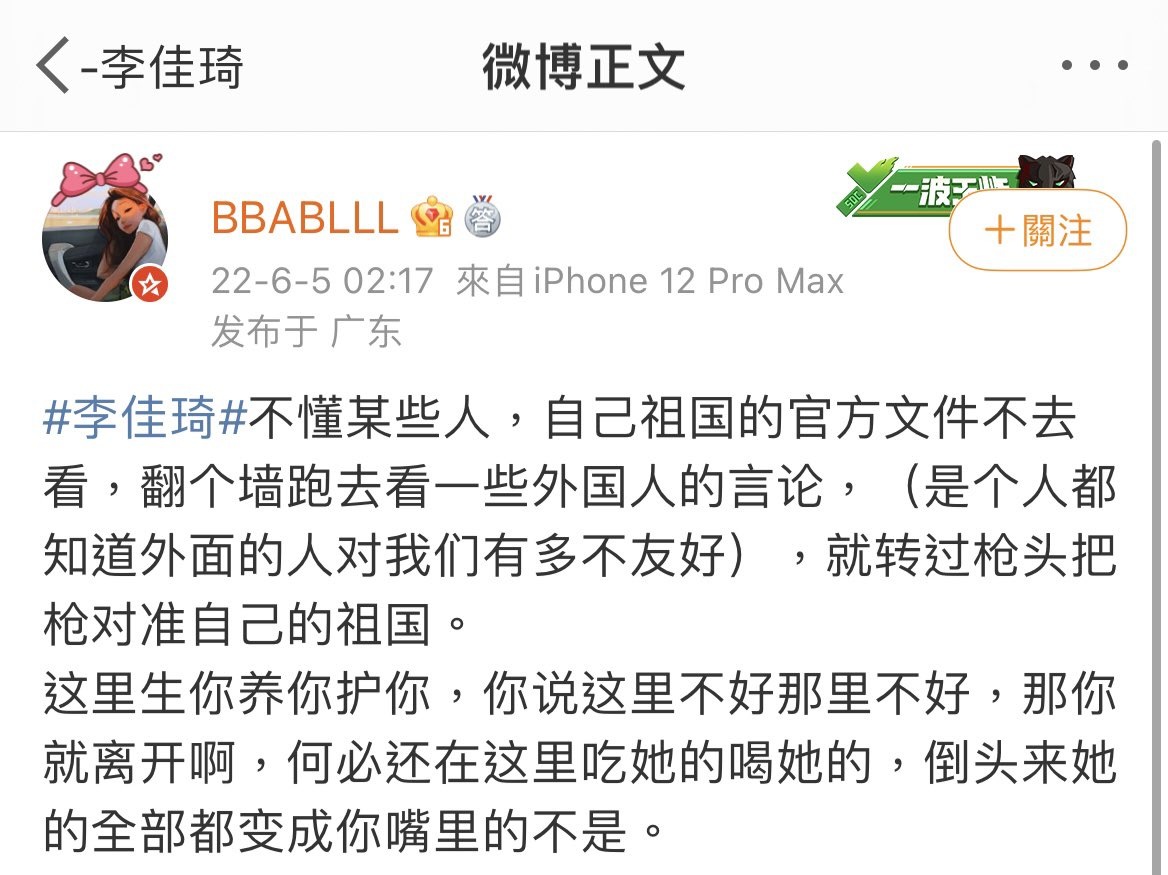 -李佳琦
微博正文
BBABLLL
22-6-5 02:17 來自iPhone 12 Pro Max
发布于 广东
一波王炸
SDC
+關注
#李佳琦#不懂某些人，自己祖国的官方文件不去
看，翻个墙跑去看一些外国人的言论，（是个人都
知道外面的人对我们有多不友好），就转过枪头把
枪对准自己的祖国。
这里生你养你护你，你说这里不好那里不好，那你
就离开啊，何必还在这里吃她的喝她的，倒头来她
的全部都变成你嘴里的不是。